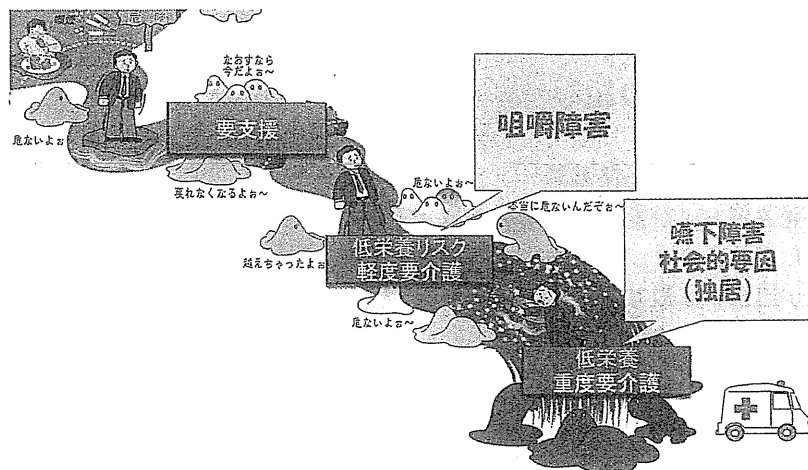 危険
なおすなら
今だよぉ〜
危ないよぉ
要支援
戻れなくなるよぉ〜
咀嚼障害
危ないよぉ〜
本当に危ないんだぞぉ〜
低栄養リスク
軽度要介護
越えちゃったよぉ
危ないよぉ〜
嚥下障害
社会的要因
(独居)
低栄養
重度要介護